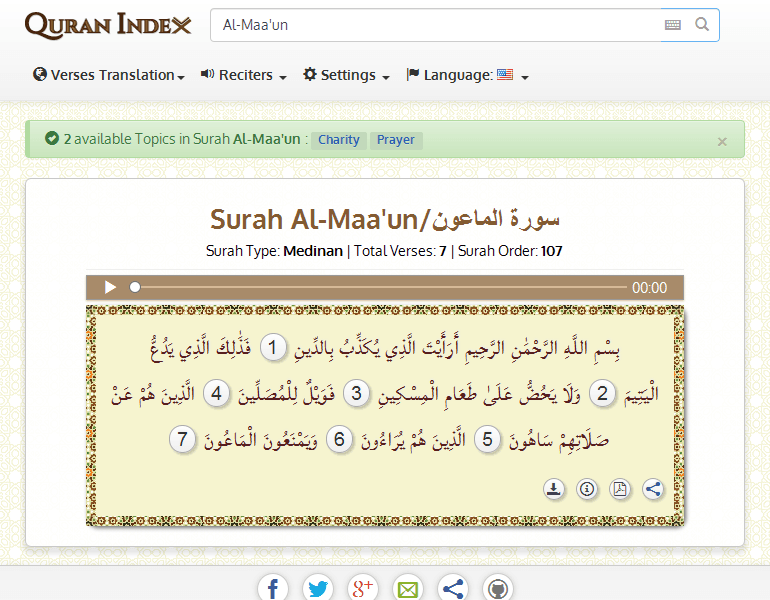 QURAN INDEX
Al-Maa'un
Verses Translation
Reciters
Settings
Language:
2 available Topics in Surah Al-Maa'un : Charity Prayer
×
Surah Al-Maa'un/سورة الماعون
Surah Type: Medinan | Total Verses: 7 | Surah Order: 107
00:00
بِسْمِ اللَّهِ الرَّحْمَٰنِ الرَّحِيمِ أَرَأَيْتَ الَّذِي يُكَذِّبُ بِالدِّينِ 1 فَذَٰلِكَ الَّذِي يَدُعُّ
الْيَتِيمَ 2 وَلَا يَحُضُّ عَلَىٰ طَعَامِ الْمِسْكِينِ 3 فَوَيْلٌ لِلْمُصَلِّينَ 4 الَّذِينَ هُمْ عَنْ
صَلَاتِهِمْ سَاهُونَ 5 الَّذِينَ هُمْ يُرَاءُونَ 6 وَيَمْنَعُونَ الْمَاعُونَ 7
f
g+